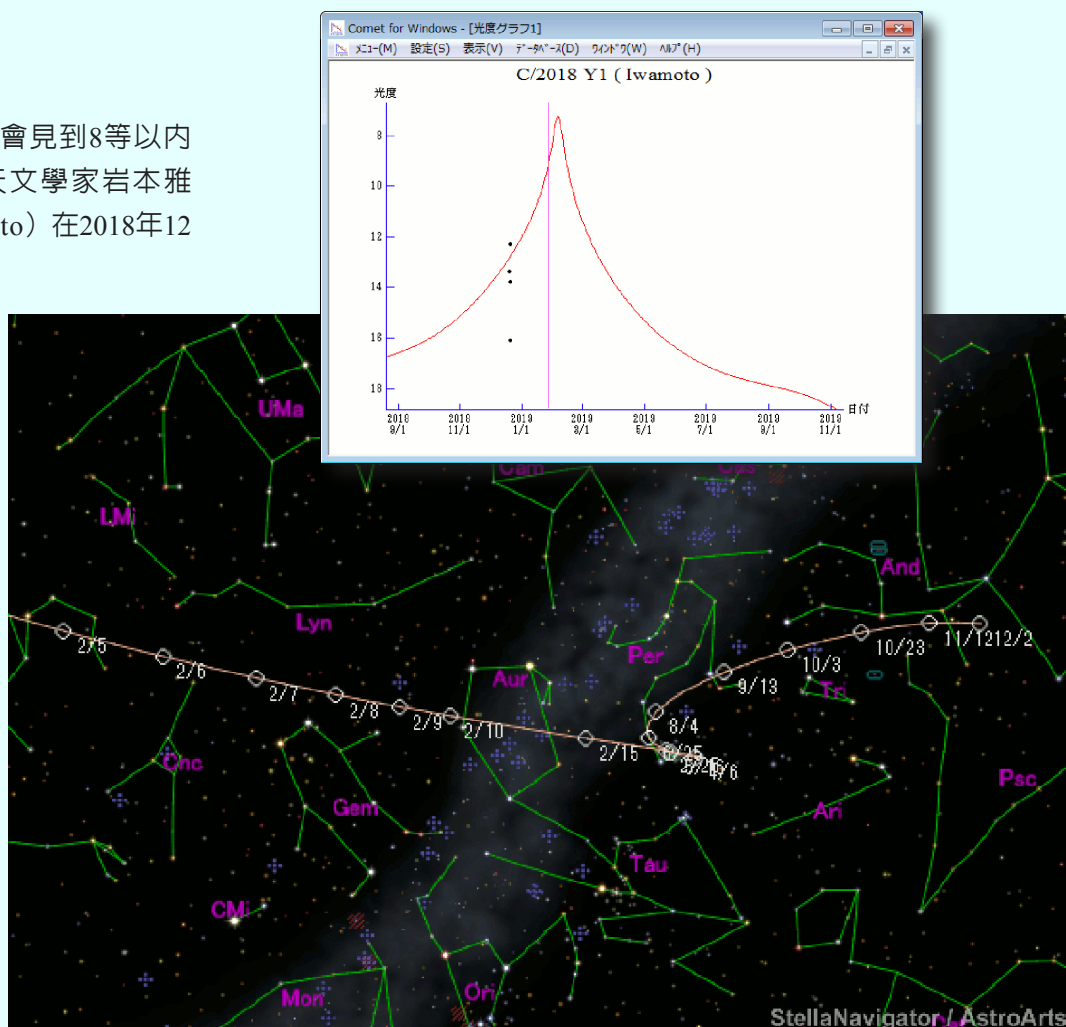 Comet for Windows - [光度グラフ1]
メニュー(M) 設定(S) 表示(V) データベース(D) ウィンドウ(W) ヘルプ(H)
C/2018 Y1 ( Iwamoto )
光度
8
10
12
14
16
18
日付
2018 2018 2019 2019 2019 2019 2019 2019
9/1 11/1 1/1 3/1 5/1 7/1 9/1 11/1
會見到8等以内
天文學家岩本雅
to）在2018年12
UMa
Cam
Cas
LMi
And
Lyn
2/5
2/6
2/7
2/8
2/9
2/10
2/15
Per
Aur
Tri
12/2
11/12
10/23
10/3
9/13
8/4
4/6
Cnc
Gem
Psc
Ari
Tau
CMi
Mon
Ori
StellaNavigator / AstroArts